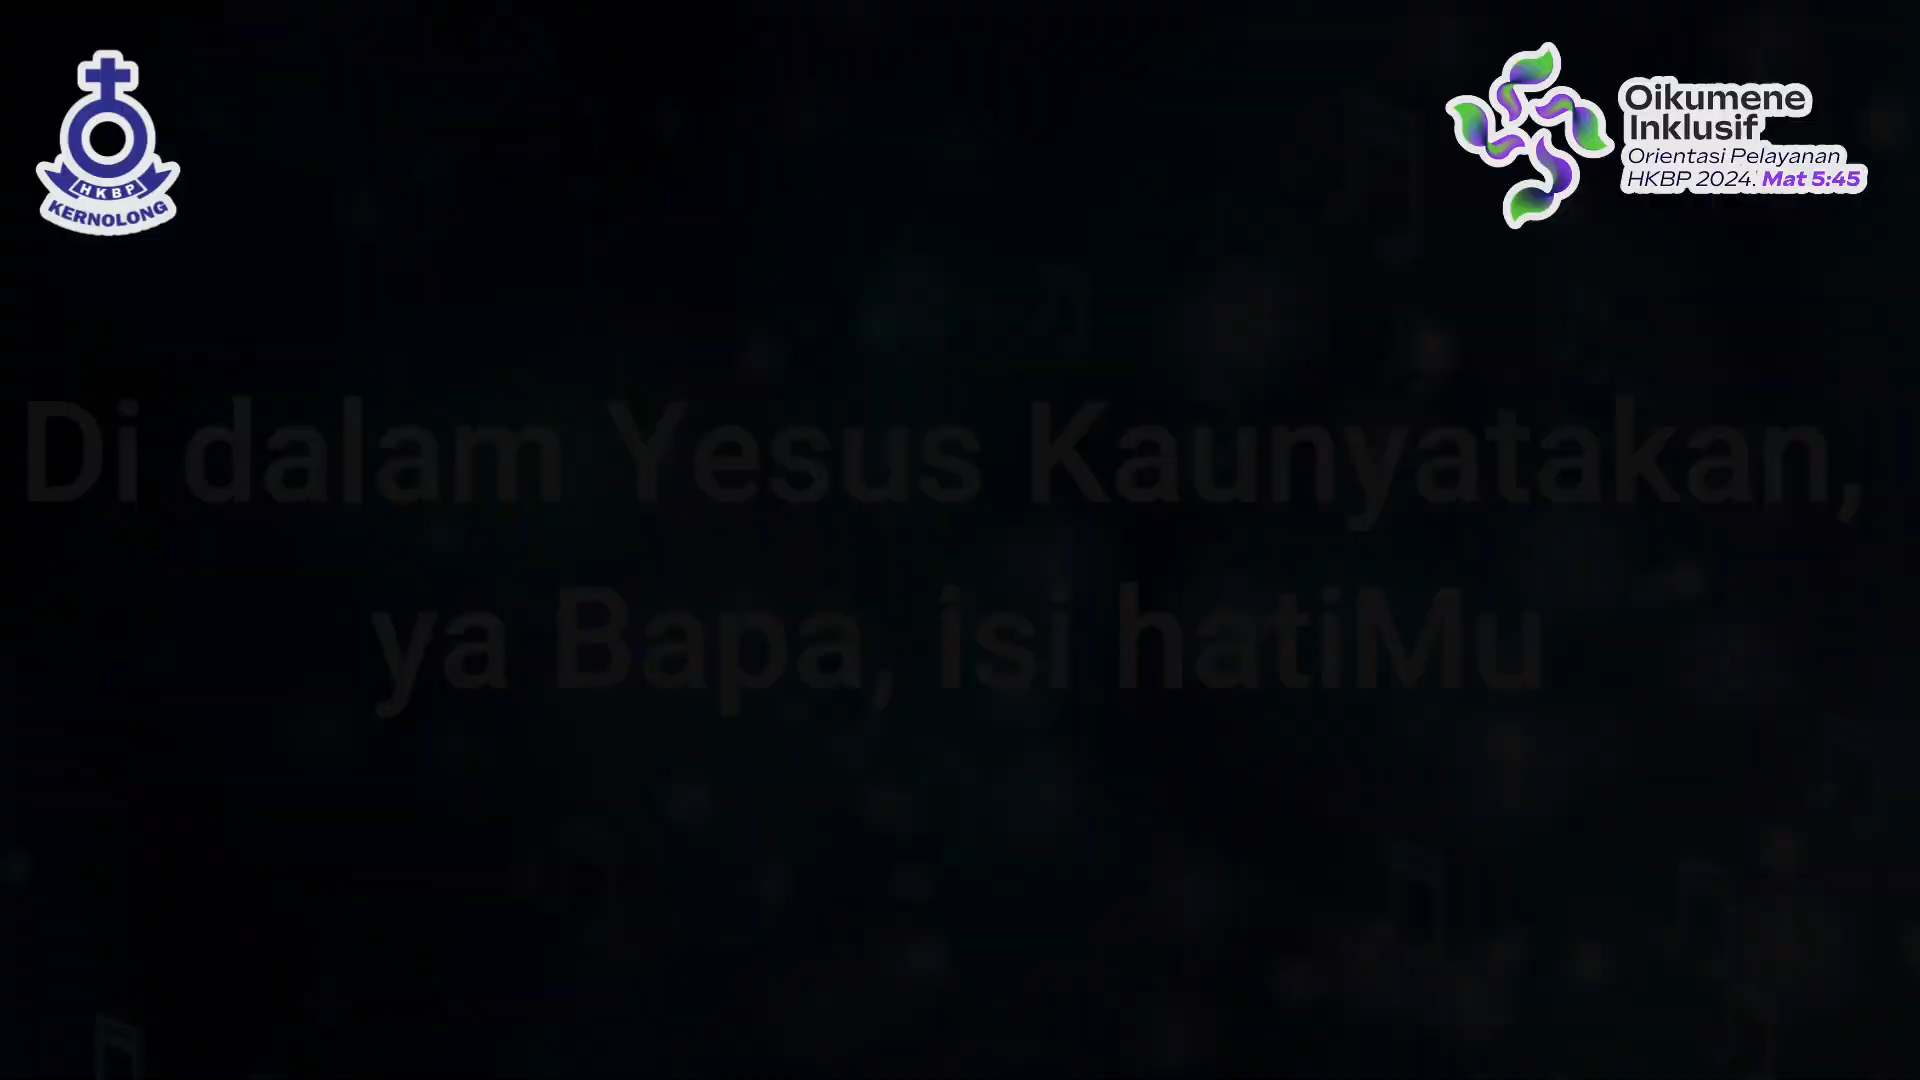 HKBP
KERNOLONG
Oikumene
Inklusif
Orientasi Pelayanan
HKBP 2024. Mat 5:45
Di dalam Yesus Kaunyatakan,
ya Bapa, isi hatiMu